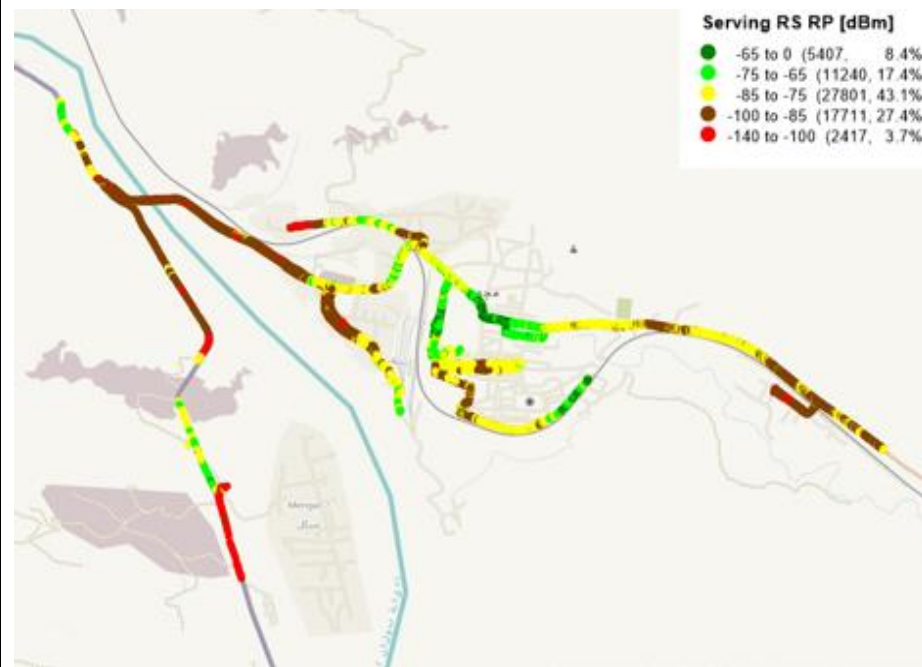 Serving RS RP [dBm]
-65 to 0 (5407, 8.4%
-75 to -65 (11240, 17.4%
-85 to -75 (27801, 43.1%
-100 to -85 (17711, 27.4%
-140 to -100 (2417, 3.7%